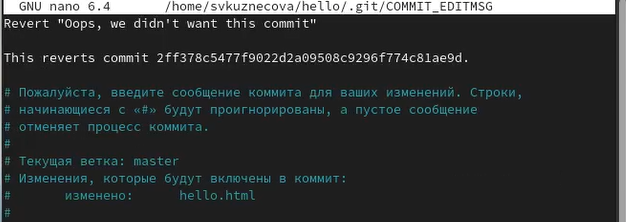 GNU nano 6.4 /home/svkuznecova/hello/.git/COMMIT_EDITMSG
Revert "Oops, we didn't want this commit"
This reverts commit 2ff378c5477f9022d2a09508c9296f774c81ae9d.
# Пожалуйста, введите сообщение коммита для ваших изменений. Строки,
# начинающиеся с «#» будут проигнорированы, а пустое сообщение
# отменяет процесс коммита.
#
# Текущая ветка: master
# Изменения, которые будут включены в коммит:
# изменено: hello.html
#